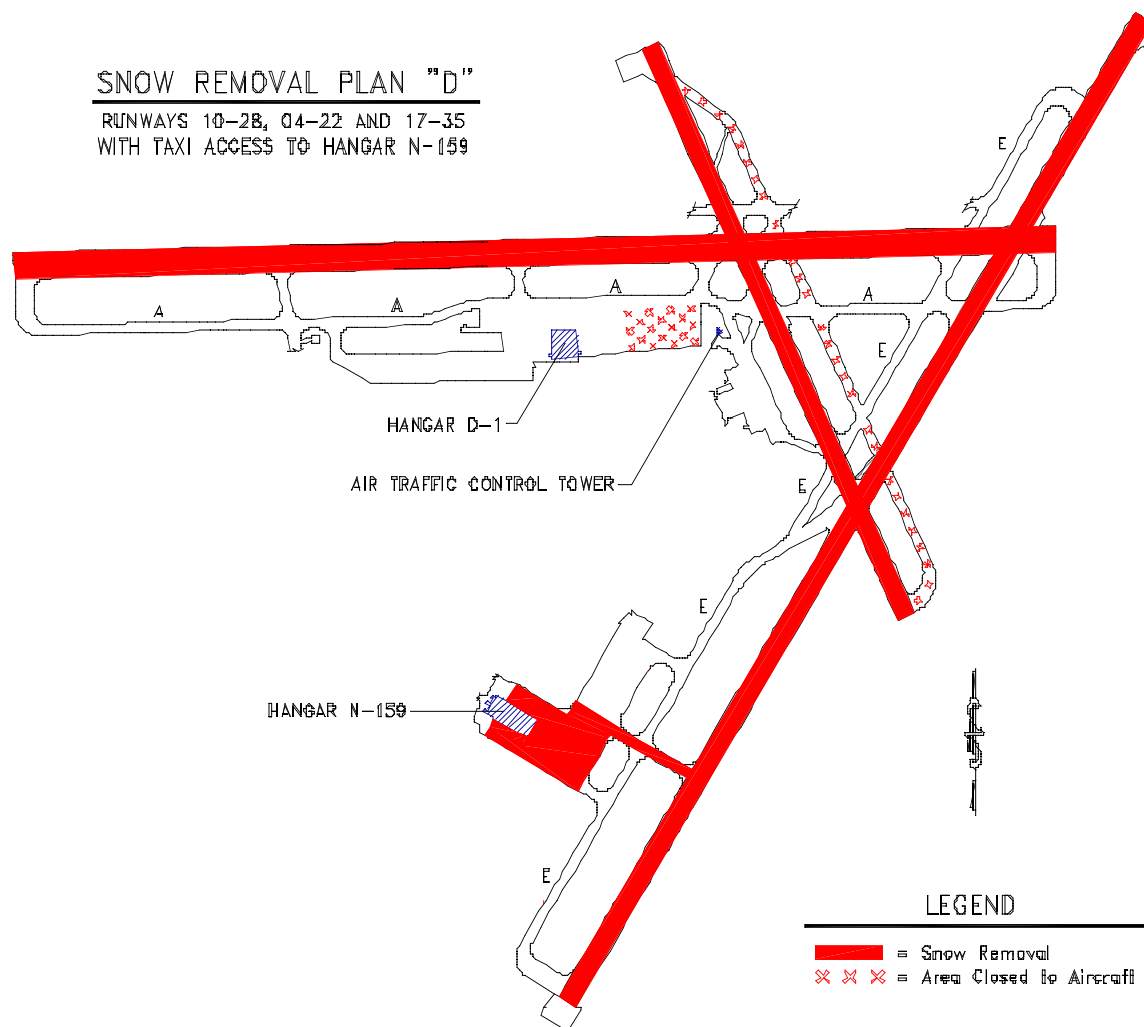 SNOW REMOVAL PLAN "D"
RUNWAYS 10-28, 04-22 AND 17-35
WITH TAXI ACCESS TO HANGAR N-159
E
A
A
A
A
E
HANGAR D-1
AIR TRAFFIC CONTROL TOWER
E
E
HANGAR N-159
E
LEGEND
= Snow Removal
= Area Closed to Aircraft